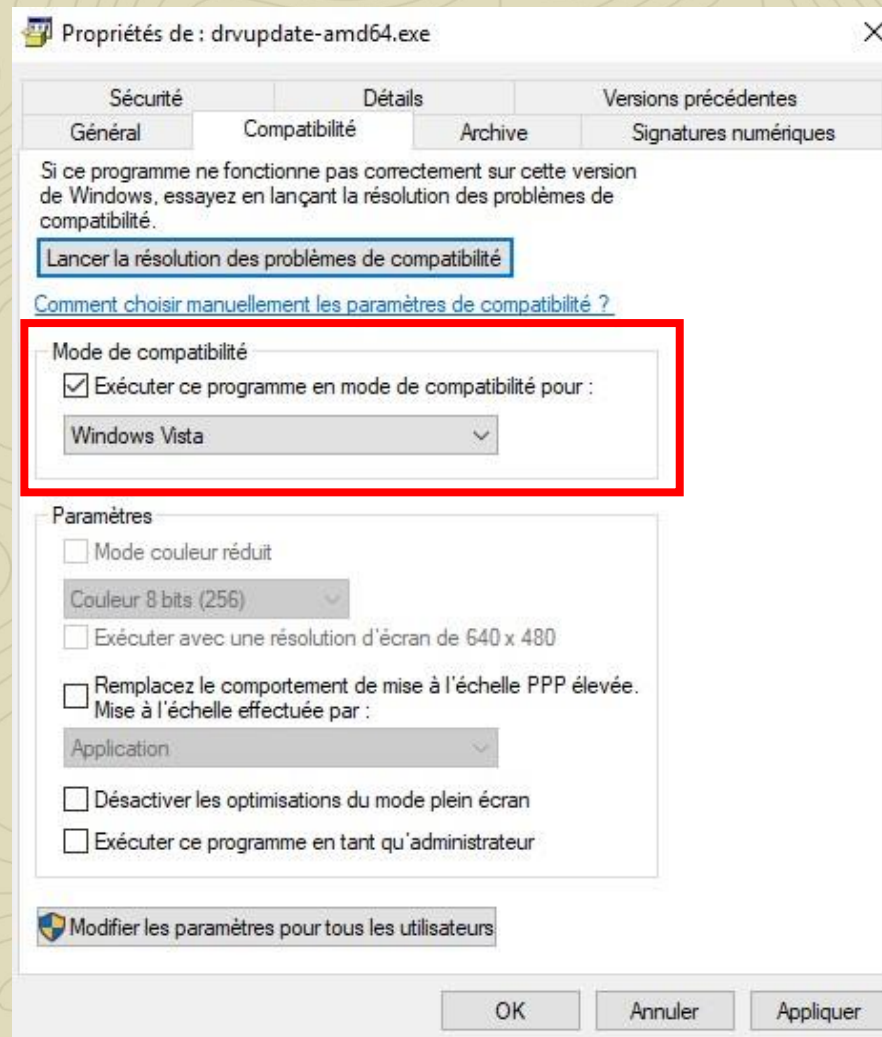 Propriétés de : drvupdate-amd64.exe
Sécurité Détails Versions précédentes
Général Compatibilité Archive Signatures numériques
Si ce programme ne fonctionne pas correctement sur cette version
de Windows, essayez en lançant la résolution des problèmes de
compatibilité.
Lancer la résolution des problèmes de compatibilité
Comment choisir manuellement les paramètres de compatibilité ?
Mode de compatibilité
Exécuter ce programme en mode de compatibilité pour :
Windows Vista
Paramètres
Mode couleur réduit
Couleur 8 bits (256)
Exécuter avec une résolution d'écran de 640 x 480
Remplacez le comportement de mise à l'échelle PPP élevée.
Mise à l'échelle effectuée par :
Application
Désactiver les optimisations du mode plein écran
Exécuter ce programme en tant qu'administrateur
Modifier les paramètres pour tous les utilisateurs
OK Annuler Appliquer